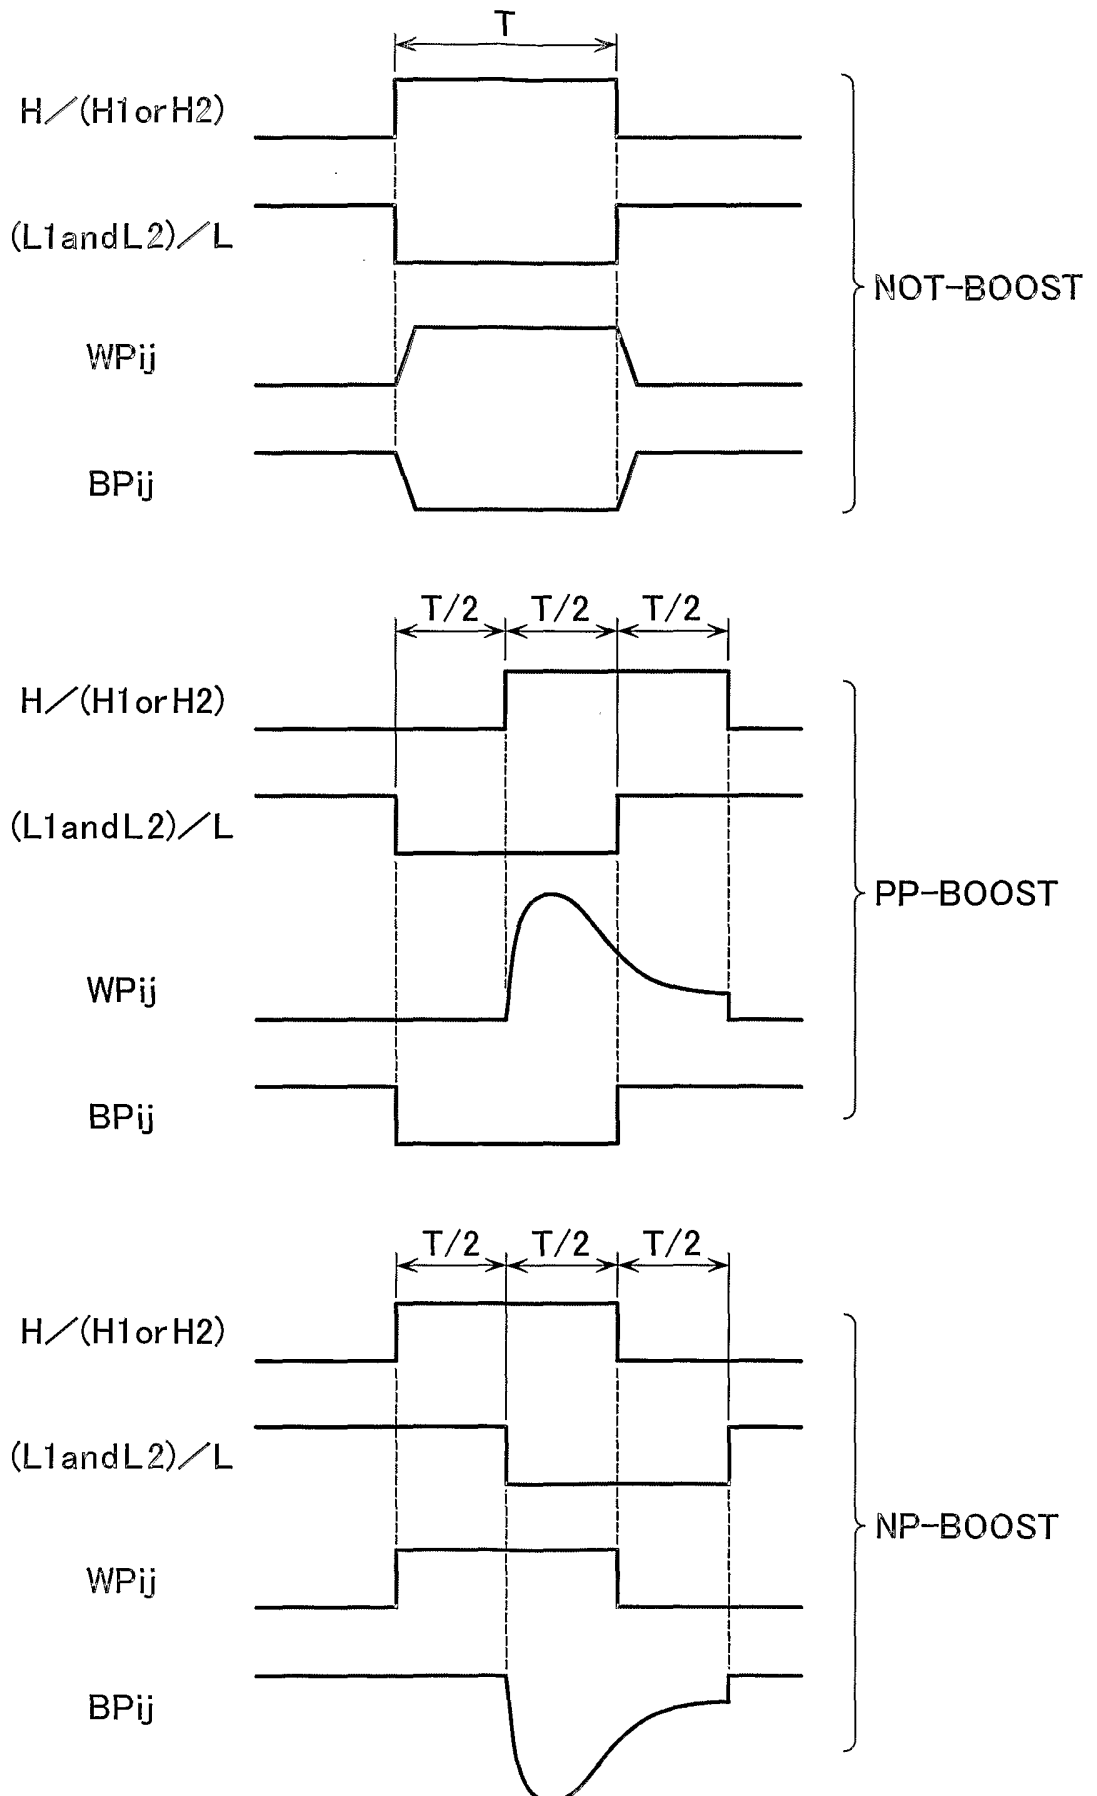 T
H／(H1orH2)
(L1andL2)／L
WPij
BPij
NOT-BOOST
T/2 T/2 T/2
H／(H1orH2)
(L1andL2)／L
WPij
BPij
PP-BOOST
T/2 T/2 T/2
H／(H1orH2)
(L1andL2)／L
WPij
BPij
NP-BOOST